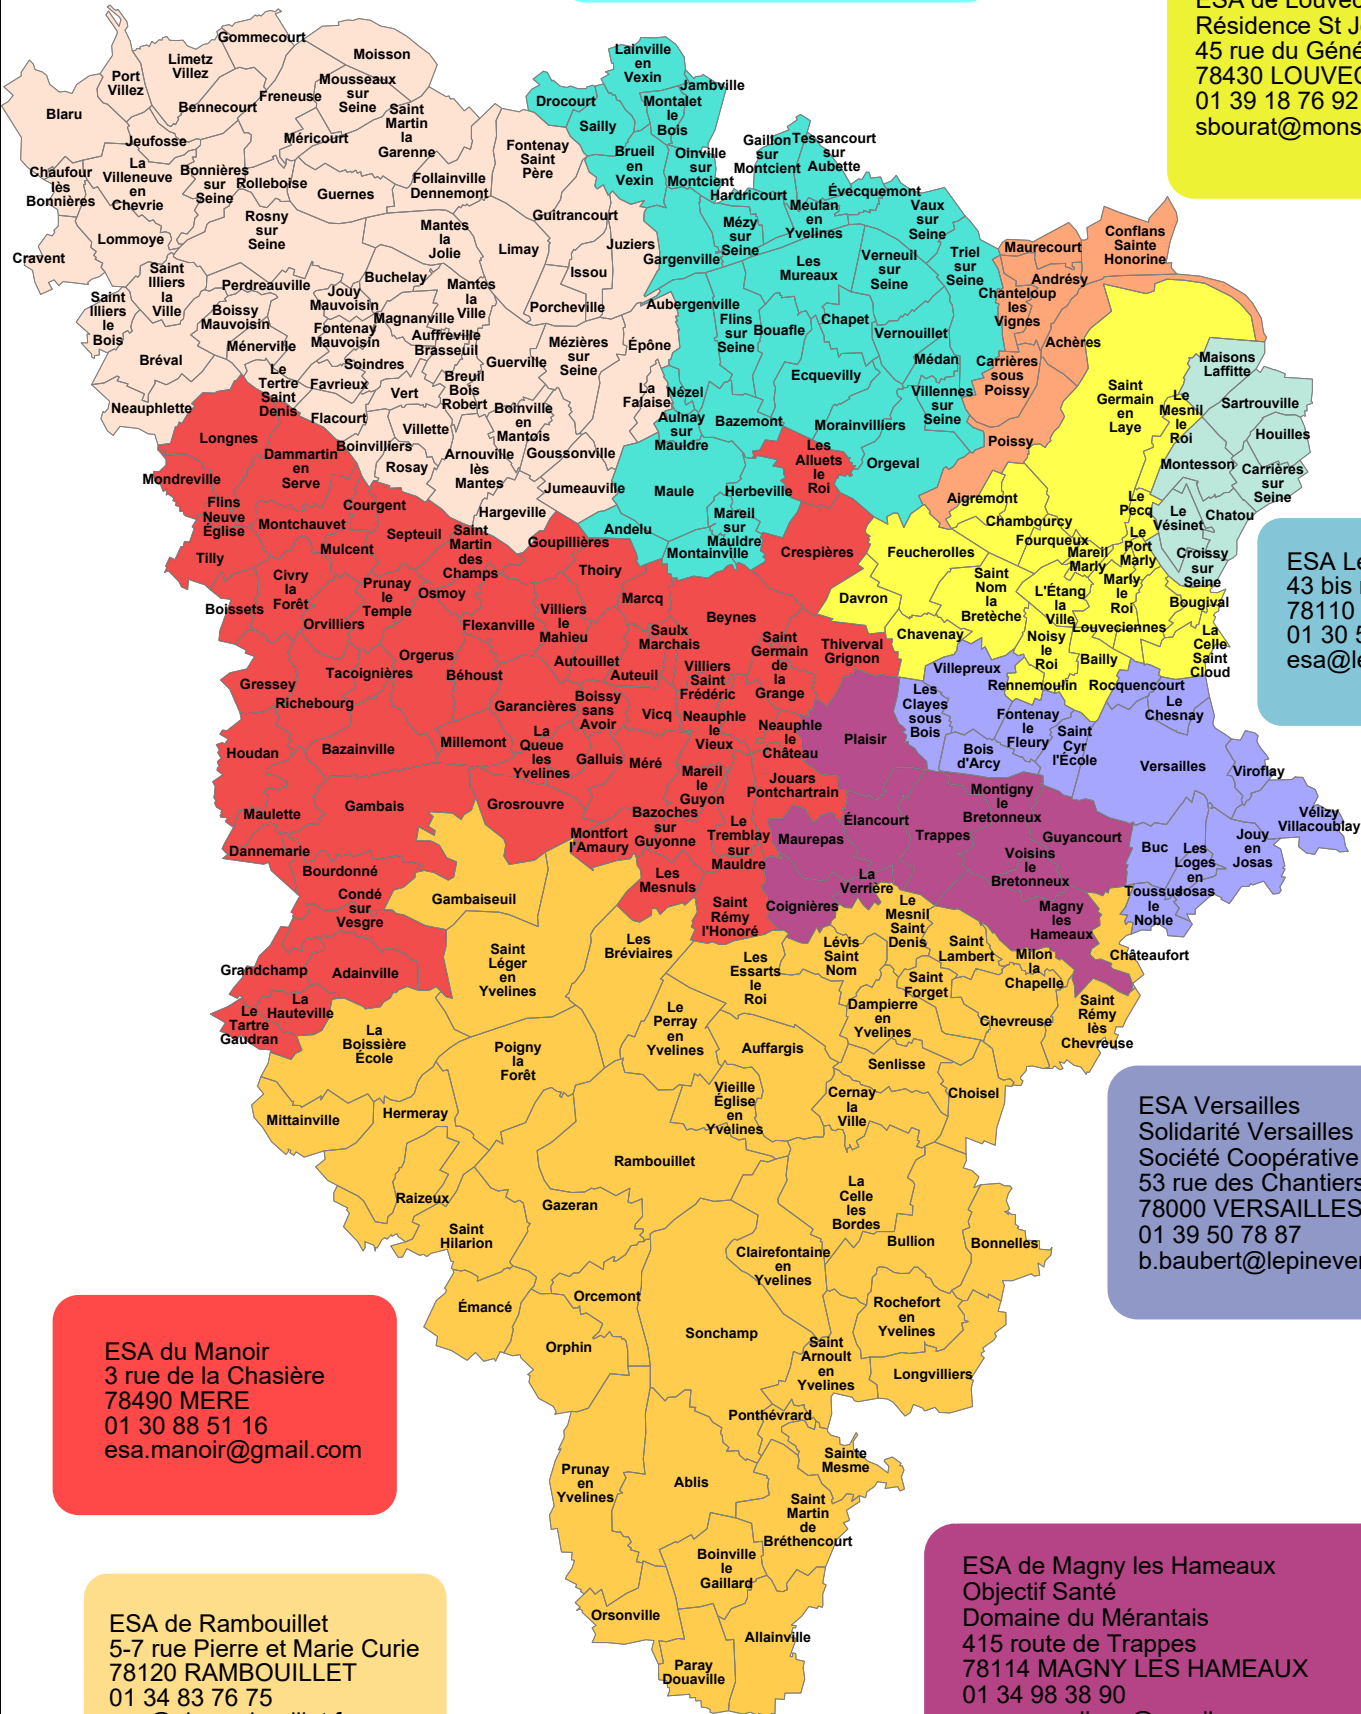 ESA de Louvec
Résidence St J
45 rue du Géné
78430 LOUVEC
01 39 18 76 92
sbourat@mons
Gommecourt
Moisson
Limetz
Villez
Port
Villez
Mousseaux
sur
Seine
Freneuse
Bennecourt
Blaru
Saint
Martin
la
Garenne
Jeufosse
Méricourt
Chaufour
lès
Bonnières
La
Villeneuve
en
Chevrie
Bonnières
sur
Seine
Rolleboise
Guernes
Follainville
Dennemont
Fontenay
Saint
Père
Rosny
sur
Seine
Lommoye
Cravent
Mantes
la
Jolie
Limay
Guitrancourt
Juziers
Issou
Saint
Illiers
la
Ville
Perdreauville
Buchelay
Mantes
la
Ville
Porcheville
Saint
Illiers
le
Bois
Boissy
Mauvoisin
Jouy
Mauvoisin
Magnanville
Fontenay
Mauvoisin
Auffreville
Brasseuil
Ménerville
Soindres
Guerville
Mézières
sur
Seine
Épône
Bréval
Le
Tertre
Saint
Denis
Favrieux
Vert
Breuil
Bois
Robert
La
Falaise
Neauphlette
Flacourt
Boinvilliers
Villette
Boinville
en
Mantois
Rosay
Arnouville
lès
Mantes
Goussonville
Jumeauville
Hargeville
Lainville
en
Vexin
Jambville
Drocourt
Montalet
le
Bois
Sailly
Brueil
en
Vexin
Oinville
sur
Montcient
Gaillon
sur
Montcient
Tessancourt
sur
Aubette
Hardricourt
Évecquemont
Meulan
en
Yvelines
Vaux
sur
Seine
Mézy
sur
Seine
Gargenville
Les
Mureaux
Verneuil
sur
Seine
Triel
sur
Seine
Aubergenville
Flins
sur
Seine
Bouafle
Chapet
Vernouillet
Médan
Ecquevilly
Villennes
sur
Seine
Nézel
Aulnay
sur
Mauldre
Bazemont
Morainvilliers
Orgeval
Maule
Herbeville
Mareil
sur
Mauldre
Andelu
Montainville
Maurecourt
Conflans
Sainte
Honorine
Andrésy
Chanteloup
les
Vignes
Achères
Carrières
sous
Poissy
Poissy
Saint
Germain
en
Laye
Le
Mesnil
le
Roi
Maisons
Laffitte
Sartrouville
Houilles
Montesson
Carrières
sur
Seine
Le
Vésinet
Chatou
Croissy
sur
Seine
Aigremont
Chambourcy
Fourqueux
Le
Pecq
Le
Port
Marly
Mareil
Marly
Marly
le
Roi
Feucherolles
Saint
Nom
la
Bretèche
L'Étang
la
Ville
Louveciennes
Bougival
La
Celle
Saint
Cloud
Davron
Chavenay
Noisy
le
Roi
Bailly
Rennemoulin
ESA Le
43 bis r
78110
01 30 5
esa@le
Les
Alluets
le
Roi
Crespières
Longnes
Dammartin
en
Serve
Mondreville
Flins
Neuve
Église
Montchauvet
Courgent
Septeuil
Saint
Martin
des
Champs
Goupillières
Tilly
Mulcent
Thoiry
Civry
la
Forêt
Prunay
le
Temple
Osmoy
Marcq
Boissets
Orvilliers
Flexanville
Villiers
le
Mahieu
Beynes
Saulx
Marchais
Saint
Germain
de
la
Grange
Thiverval
Grignon
Orgerus
Autouillet
Auteuil
Villiers
Saint
Frédéric
Tacoignières
Béhoust
Gressey
Richebourg
Garancières
Boissy
sans
Avoir
Vicq
Neauphle
le
Vieux
Neauphle
le
Château
Houdan
Bazainville
Millemont
La
Queue
les
Yvelines
Galluis
Méré
Mareil
le
Guyon
Jouars
Pontchartrain
Maulette
Gambais
Grosrouvre
Montfort
l'Amaury
Bazoches
sur
Guyonne
Le
Tremblay
sur
Mauldre
Dannemarie
Bourdonné
Condé
sur
Vesgre
Les
Mesnuls
Saint
Rémy
l'Honoré
Grandchamp
Adainville
La
Hauteville
Le
Tartre
Gaudran
Villepreux
Les
Clayes
sous
Bois
Rocquencourt
Le
Chesnay
Fontenay
le
Fleury
Saint
Cyr
l'École
Bois
d'Arcy
Versailles
Viroflay
Vélizy
Villacoublay
Buc
Les
Loges
en
Josas
Jouy
en
Josas
Toussus
le
Noble
Plaisir
Montigny
le
Bretonneux
Élancourt
Trappes
Guyancourt
Maurepas
Voisins
le
Bretonneux
La
Verrière
Coignières
Magny
les
Hameaux
Châteaufort
Gambaiseuil
Saint
Léger
en
Yvelines
Les
Bréviaires
Les
Essarts
le
Roi
Lévis
Saint
Nom
Le
Mesnil
Saint
Denis
Saint
Lambert
Milon
la
Chapelle
Saint
Forget
Dampierre
en
Yvelines
Chevreuse
Saint
Rémy
lès
Chevreuse
La
Boissière
École
Poigny
la
Forêt
Le
Perray
en
Yvelines
Auffargis
Senlisse
Choisel
Vieille
Église
en
Yvelines
Cernay
la
Ville
Mittainville
Hermeray
Rambouillet
Raizeux
Gazeran
La
Celle
les
Bordes
Saint
Hilarion
Bullion
Bonnelles
Clairefontaine
en
Yvelines
Émancé
Orcemont
Sonchamp
Rochefort
en
Yvelines
Orphin
Saint
Arnoult
en
Yvelines
Longvilliers
Ponthévrard
Sainte
Mesme
Prunay
en
Yvelines
Ablis
Saint
Martin
de
Bréthencourt
Boinville
le
Gaillard
Orsonville
Allainville
Paray
Douaville
ESA Versailles
Solidarité Versailles
Société Coopérative
53 rue des Chantiers
78000 VERSAILLES
01 39 50 78 87
b.baubert@lepinever
ESA du Manoir
3 rue de la Chasière
78490 MERE
01 30 88 51 16
esa.manoir@gmail.com
ESA de Rambouillet
5-7 rue Pierre et Marie Curie
78120 RAMBOUILLET
01 34 83 76 75
ESA de Magny les Hameaux
Objectif Santé
Domaine du Mérantais
415 route de Trappes
78114 MAGNY LES HAMEAUX
01 34 98 38 90